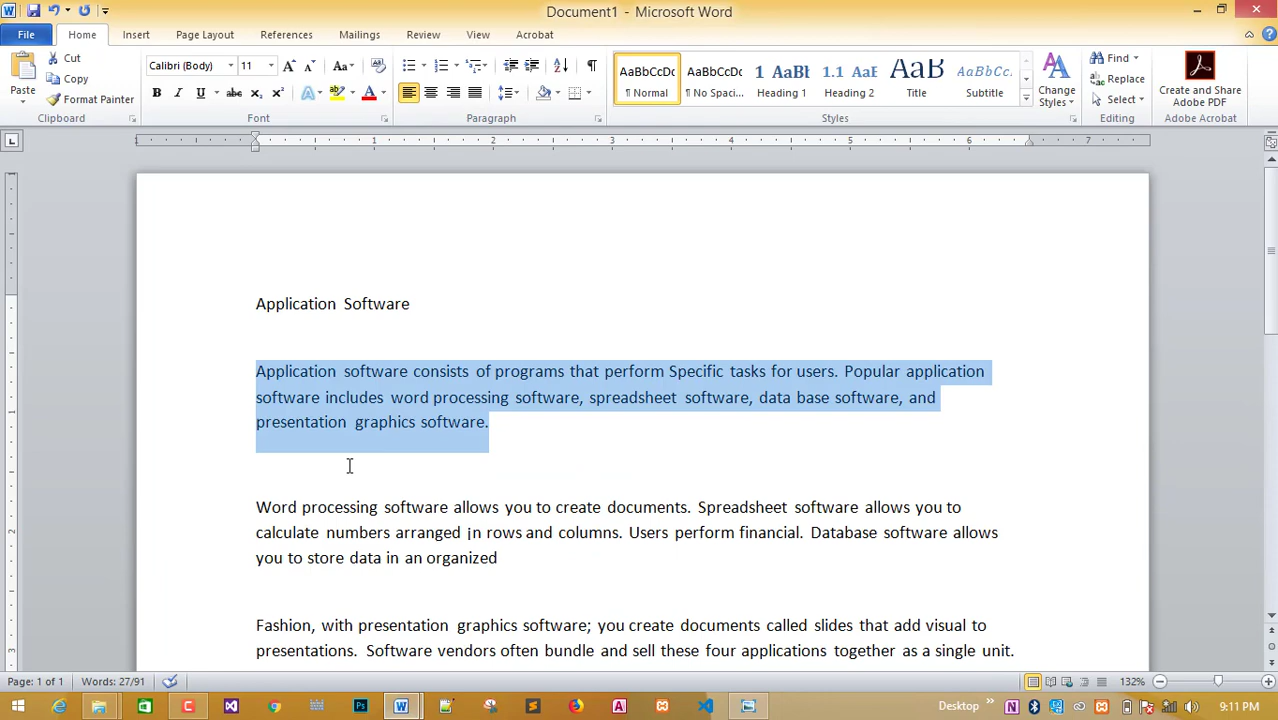 Document1 - Microsoft Word
File Home Insert Page Layout References Mailings Review View Acrobat
Cut
Copy
Format Painter
Paste
Clipboard
Calibri (Body) 11
Font
Paragraph
AaBbCcDc AaBbCcDc AaBbC AaBbCc AaB AaBbCcDc
¶ Normal ¶ No Spaci... Heading 1 Heading 2 Title Subtitle
Change Styles
Styles
Find
Replace
Select
Editing
Create and Share Adobe PDF
Adobe Acrobat
Application Software
Application software consists of programs that perform Specific tasks for users. Popular application
software includes word processing software, spreadsheet software, data base software, and
presentation graphics software.
Word processing software allows you to create documents. Spreadsheet software allows you to
calculate numbers arranged in rows and columns. Users perform financial. Database software allows
you to store data in an organized
Fashion, with presentation graphics software; you create documents called slides that add visual to
presentations. Software vendors often bundle and sell these four applications together as a single unit.
Page: 1 of 1 Words: 27/91 132%
Desktop 9:11 PM